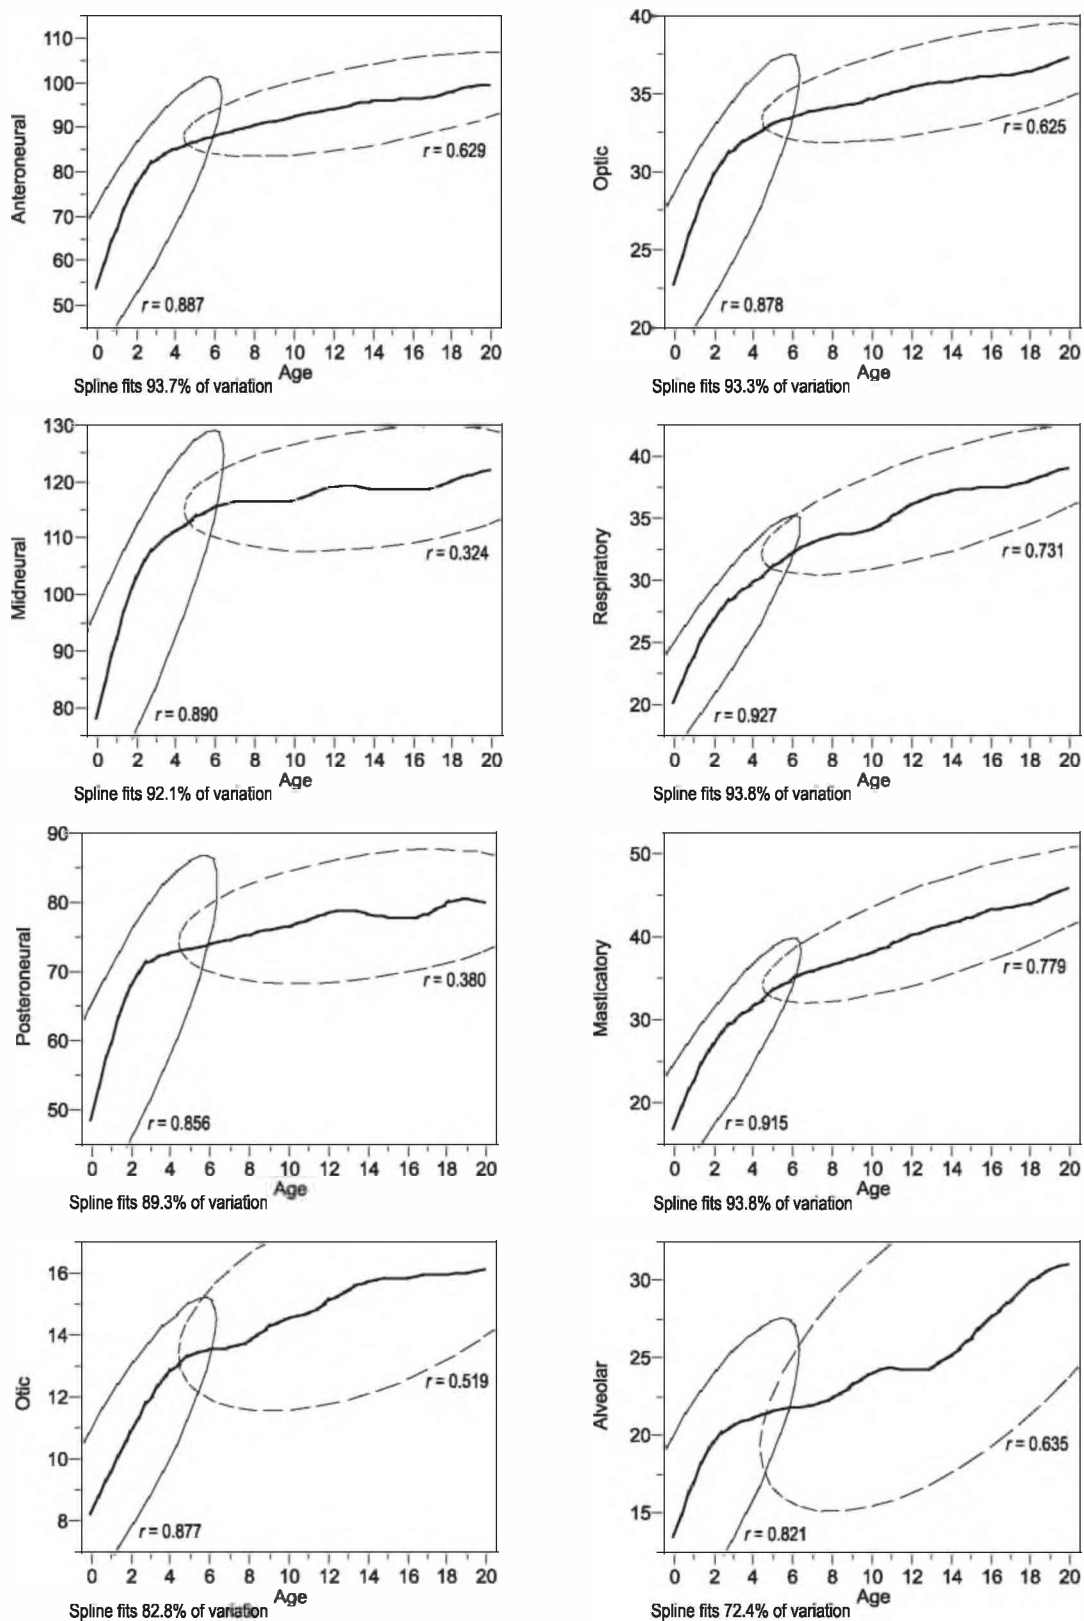 110
100
90
80
70
60
50
Anteroneural
r = 0.629
r = 0.887
0 2 4 6 8 10 12 14 16 18 20
Age
Spline fits 93.7% of variation
40
35
30
25
20
Optic
r = 0.625
r = 0.878
0 2 4 6 8 10 12 14 16 18 20
Age
Spline fits 93.3% of variation
130
120
110
100
90
80
Midneural
r = 0.324
r = 0.890
0 2 4 6 8 10 12 14 16 18 20
Age
Spline fits 92.1% of variation
40
35
30
25
20
Respiratory
r = 0.731
r = 0.927
0 2 4 6 8 10 12 14 16 18 20
Age
Spline fits 93.8% of variation
90
80
70
60
50
Posteroneural
r = 0.380
r = 0.856
0 2 4 6 8 10 12 14 16 18 20
Age
Spline fits 89.3% of variation
50
40
30
20
Masticatory
r = 0.779
r = 0.915
0 2 4 6 8 10 12 14 16 18 20
Age
Spline fits 93.8% of variation
16
14
12
10
8
Otic
r = 0.519
r = 0.877
0 2 4 6 8 10 12 14 16 18 20
Age
Spline fits 82.8% of variation
30
25
20
15
Alveolar
r = 0.635
r = 0.821
0 2 4 6 8 10 12 14 16 18 20
Age
Spline fits 72.4% of variation